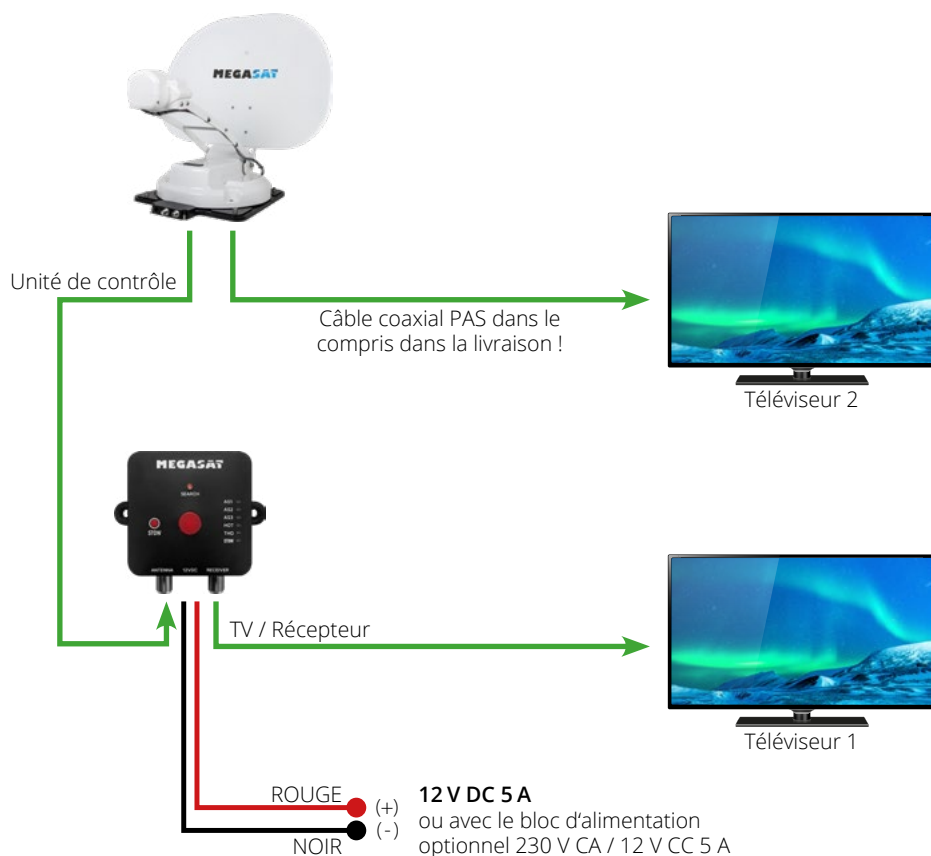 MEGASAT
Unité de contrôle
Câble coaxial PAS dans le
compris dans la livraison !
Téléviseur 2
MEGASAT
SEARCH
AS1
AS2
AS3
HOT
THO
STOW
ANTENNA 12VDC RECEIVER
TV / Récepteur
Téléviseur 1
ROUGE (+) 12 V DC 5 A
NOIR (-) ou avec le bloc d‘alimentation
optionnel 230 V CA / 12 V CC 5 A